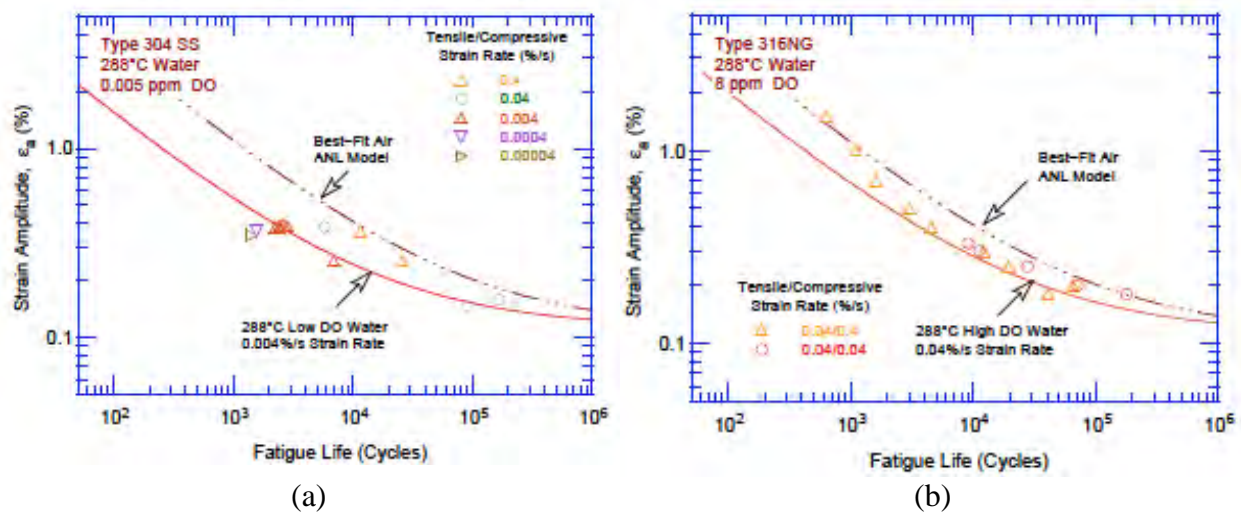 Type 304 SS
288°C Water
0.005 ppm DO
Tensile/Compressive
Strain Rate (%/s)
0.4
0.04
0.004
0.0004
0.00004
Best–Fit Air
ANL Model
288°C Low DO Water
0.004%/s Strain Rate
Strain Amplitude, εa (%)
1.0
0.1
10² 10³ 10⁴ 10⁵ 10⁶
Fatigue Life (Cycles)
(a)
Type 316NG
288°C Water
8 ppm DO
Best–Fit Air
ANL Model
Tensile/Compressive
Strain Rate (%/s)
0.04/0.04
288°C High DO Water
0.04%/s Strain Rate
Strain Amplitude, εa (%)
1.0
0.1
10² 10³ 10⁴ 10⁵ 10⁶
Fatigue Life (Cycles)
(b)